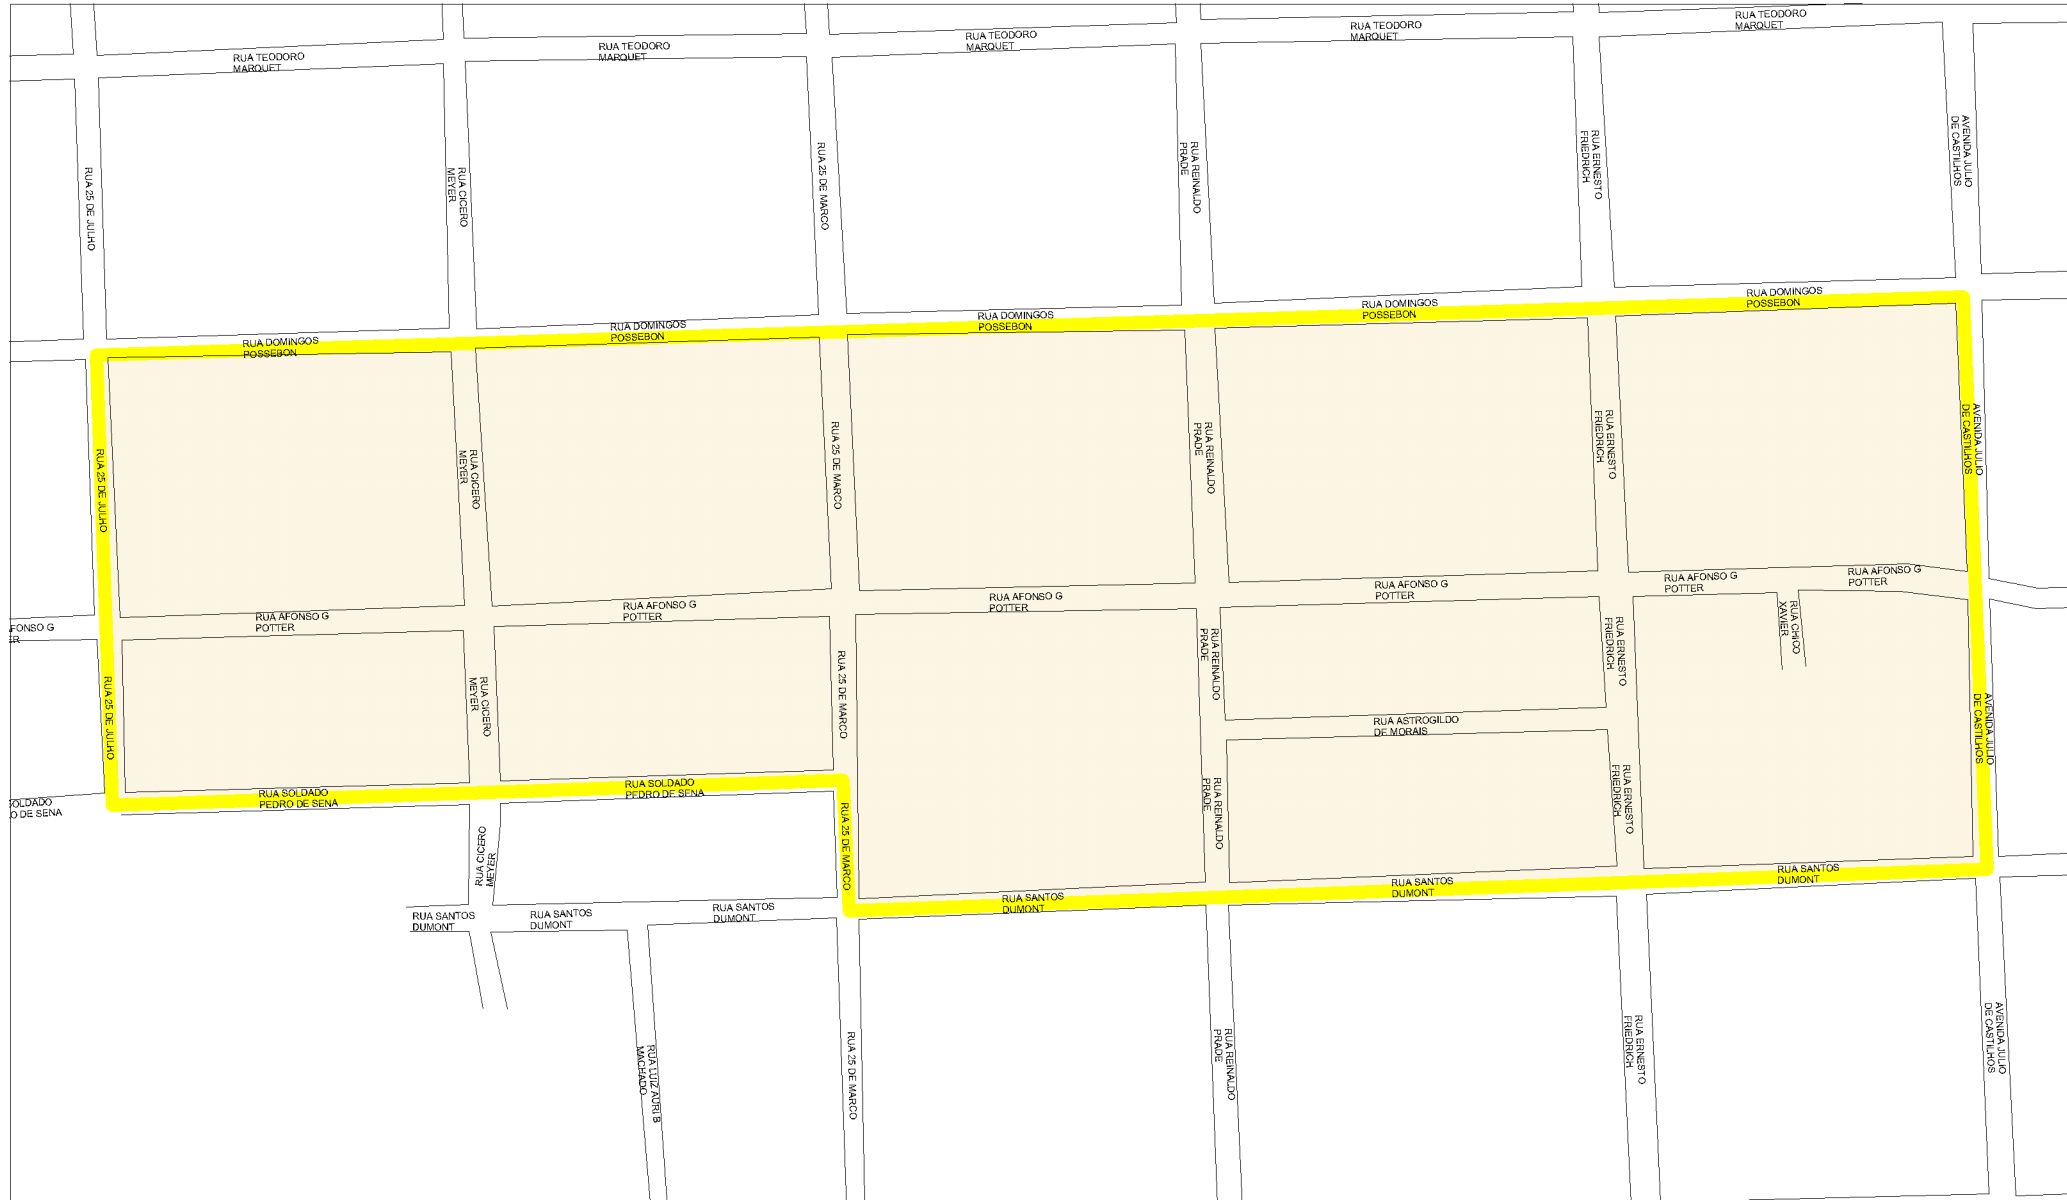 RUA TEODORO
MARQUET
RUA TEODORO
MARQUET
RUA TEODORO
MARQUET
RUA TEODORO
MARQUET
RUA TEODORO
MARQUET
RUA 25 DE JULHO
RUA CICERO
MEYER
RUA 25 DE MARCO
RUA REINALDO
PRADE
RUA ERNESTO
FRIEDRICH
AVENIDA JULIO
DE CASTILHOS
RUA DOMINGOS
POSSEBON
RUA DOMINGOS
POSSEBON
RUA DOMINGOS
POSSEBON
RUA DOMINGOS
POSSEBON
RUA DOMINGOS
POSSEBON
RUA 25 DE JULHO
RUA CICERO
MEYER
RUA 25 DE MARCO
RUA REINALDO
PRADE
RUA ERNESTO
FRIEDRICH
AVENIDA JULIO
DE CASTILHOS
FONSO G
ER
RUA AFONSO G
POTTER
RUA AFONSO G
POTTER
RUA AFONSO G
POTTER
RUA AFONSO G
POTTER
RUA AFONSO G
POTTER
RUA AFONSO G
POTTER
RUA CHICO
XAVIER
RUA 25 DE JULHO
RUA CICERO
MEYER
RUA 25 DE MARCO
RUA REINALDO
PRADE
RUA ERNESTO
FRIEDRICH
AVENIDA JULIO
DE CASTILHOS
RUA ASTROGILDO
DE MORAIS
OLDADO
O DE SENA
RUA SOLDADO
PEDRO DE SENA
RUA SOLDADO
PEDRO DE SENA
RUA CICERO
MEYER
RUA 25 DE MARCO
RUA REINALDO
PRADE
RUA ERNESTO
FRIEDRICH
RUA SANTOS
DUMONT
RUA SANTOS
DUMONT
RUA SANTOS
DUMONT
RUA SANTOS
DUMONT
RUA SANTOS
DUMONT
RUA SANTOS
DUMONT
RUA LUIZ AURI B
MACHADO
RUA 25 DE MARCO
RUA REINALDO
PRADE
RUA ERNESTO
FRIEDRICH
AVENIDA JULIO
DE CASTILHOS